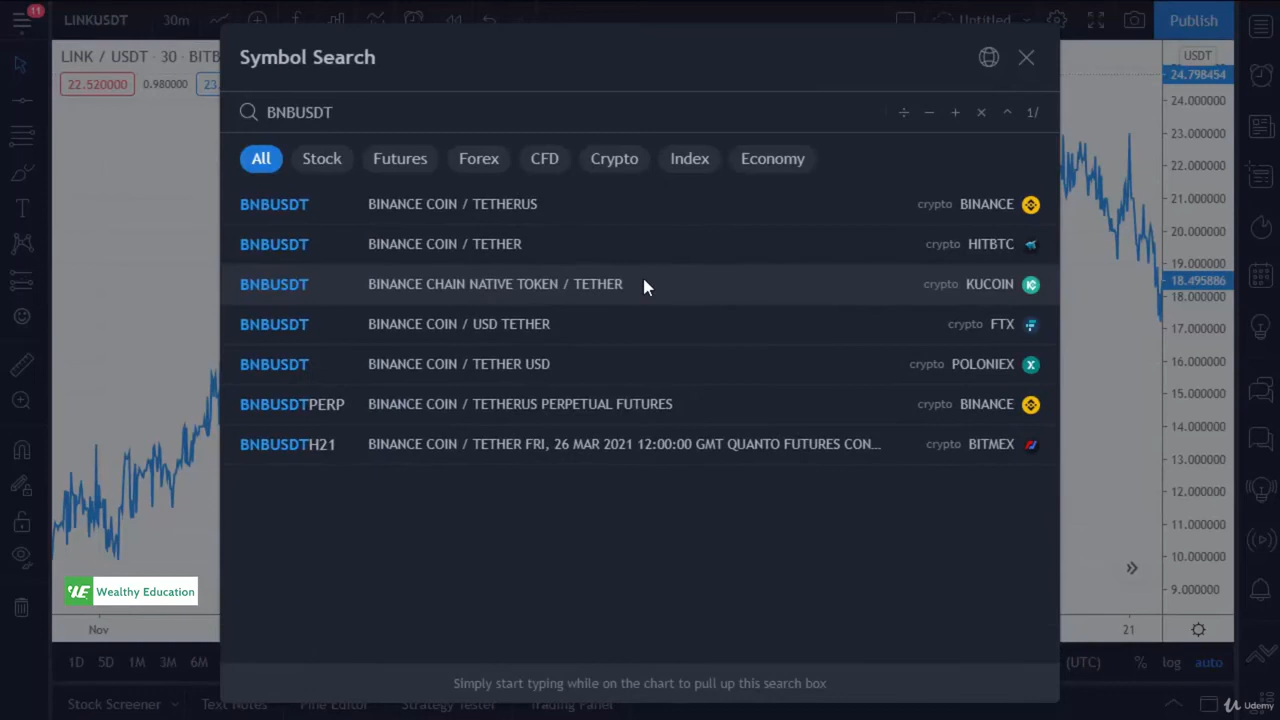 11
LINKUSDT 30m Untitled Publish
LINK / USDT · 30 · BITB
22.520000 0.980000 23.
Symbol Search
BNBUSDT
1/
All Stock Futures Forex CFD Crypto Index Economy
BNBUSDT BINANCE COIN / TETHERUS crypto BINANCE
BNBUSDT BINANCE COIN / TETHER crypto HITBTC
BNBUSDT BINANCE CHAIN NATIVE TOKEN / TETHER crypto KUCOIN
BNBUSDT BINANCE COIN / USD TETHER crypto FTX
BNBUSDT BINANCE COIN / TETHER USD crypto POLONIEX
BNBUSDTPERP BINANCE COIN / TETHERUS PERPETUAL FUTURES crypto BINANCE
BNBUSDTH21 BINANCE COIN / TETHER FRI, 26 MAR 2021 12:00:00 GMT QUANTO FUTURES CON... crypto BITMEX
USDT
24.798454
24.000000
23.000000
22.000000
21.000000
20.000000
19.000000
18.495886
18.000000
17.000000
16.000000
15.000000
14.000000
13.000000
12.000000
11.000000
10.000000
9.000000
WE Wealthy Education
Nov 21
1D 5D 1M 3M 6M (UTC) % log auto
Simply start typing while on the chart to pull up this search box
Stock Screener Text Notes Pine Editor Strategy Tester Trading Panel
Udemy